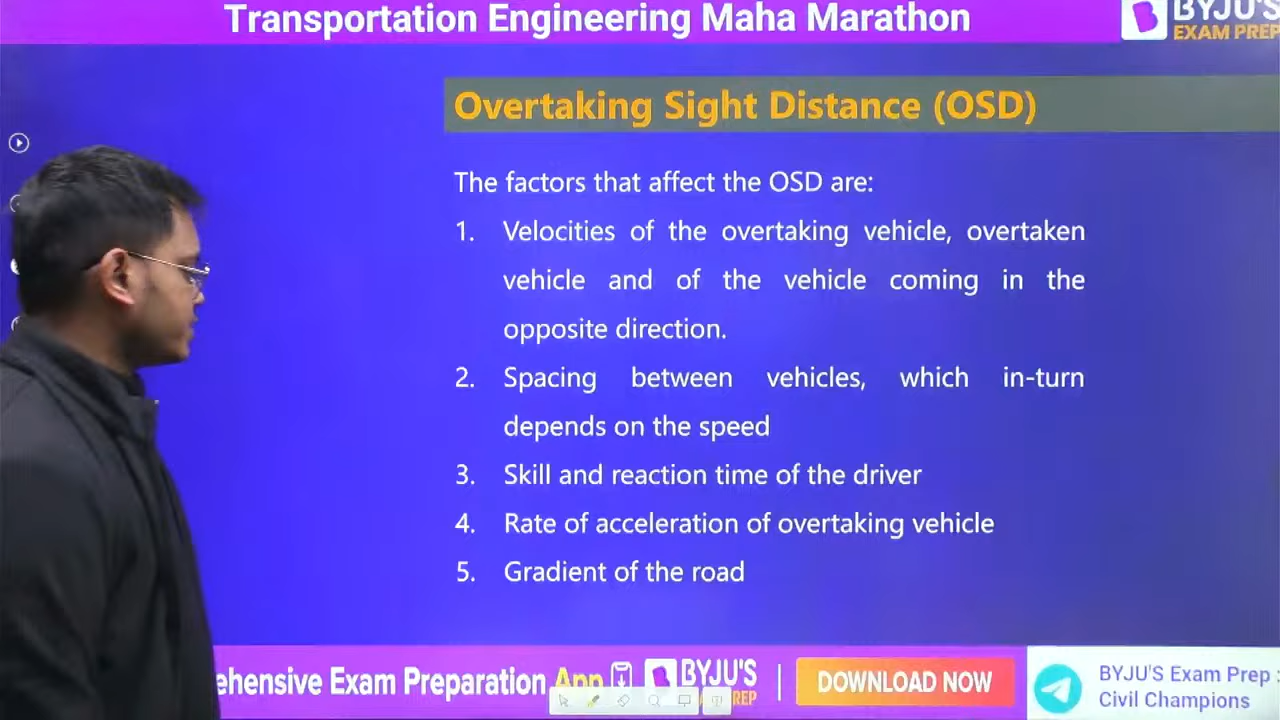 Transportation Engineering Maha Marathon
BYJU'S
EXAM PREP
Overtaking Sight Distance (OSD)
The factors that affect the OSD are:
1. Velocities of the overtaking vehicle, overtaken
vehicle and of the vehicle coming in the
opposite direction.
2. Spacing between vehicles, which in-turn
depends on the speed
3. Skill and reaction time of the driver
4. Rate of acceleration of overtaking vehicle
5. Gradient of the road
ehensive Exam Preparation App
BYJU'S
REP
DOWNLOAD NOW
BYJU'S Exam Prep :
Civil Champions